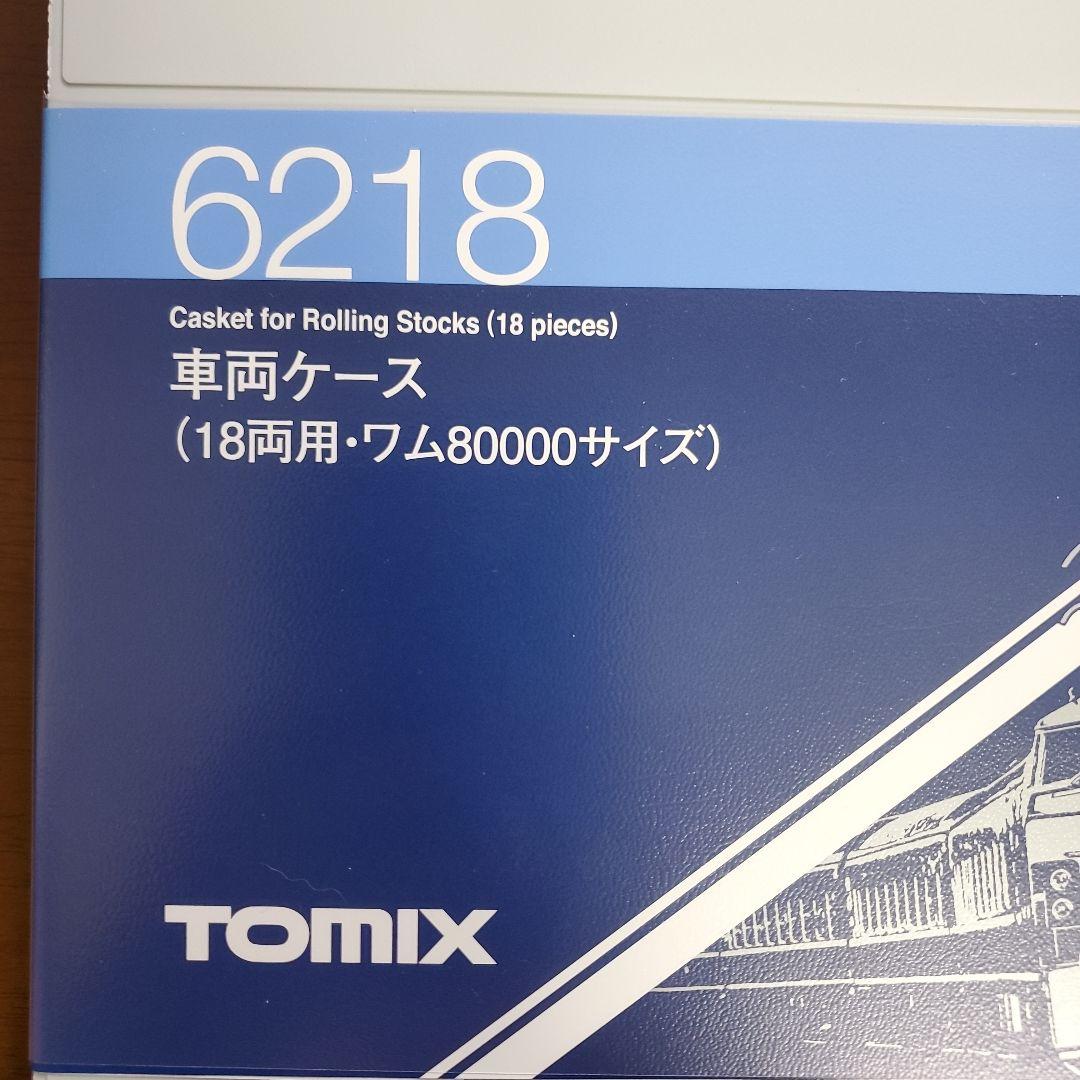 6218
Casket for Rolling Stocks (18 pieces)
車両ケース
(18両用・ワム80000サイズ)
TOMIX